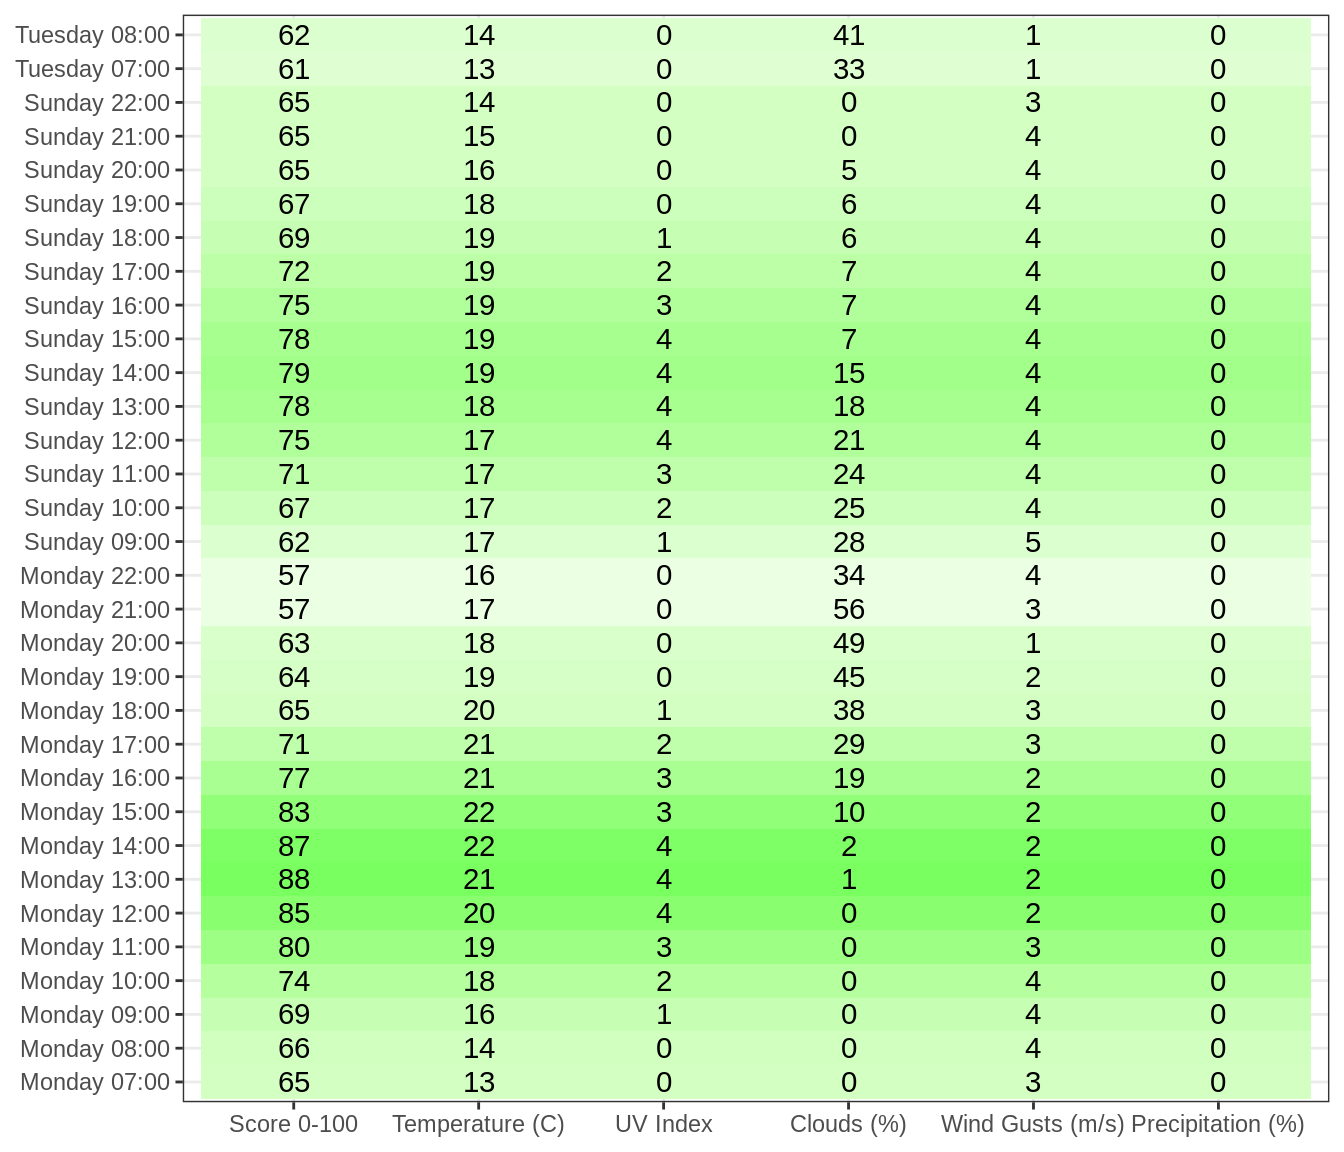 Tuesday 08:00 62 14 0 41 1 0
Tuesday 07:00 61 13 0 33 1 0
Sunday 22:00 65 14 0 0 3 0
Sunday 21:00 65 15 0 0 4 0
Sunday 20:00 65 16 0 5 4 0
Sunday 19:00 67 18 0 6 4 0
Sunday 18:00 69 19 1 6 4 0
Sunday 17:00 72 19 2 7 4 0
Sunday 16:00 75 19 3 7 4 0
Sunday 15:00 78 19 4 7 4 0
Sunday 14:00 79 19 4 15 4 0
Sunday 13:00 78 18 4 18 4 0
Sunday 12:00 75 17 4 21 4 0
Sunday 11:00 71 17 3 24 4 0
Sunday 10:00 67 17 2 25 4 0
Sunday 09:00 62 17 1 28 5 0
Monday 22:00 57 16 0 34 4 0
Monday 21:00 57 17 0 56 3 0
Monday 20:00 63 18 0 49 1 0
Monday 19:00 64 19 0 45 2 0
Monday 18:00 65 20 1 38 3 0
Monday 17:00 71 21 2 29 3 0
Monday 16:00 77 21 3 19 2 0
Monday 15:00 83 22 3 10 2 0
Monday 14:00 87 22 4 2 2 0
Monday 13:00 88 21 4 1 2 0
Monday 12:00 85 20 4 0 2 0
Monday 11:00 80 19 3 0 3 0
Monday 10:00 74 18 2 0 4 0
Monday 09:00 69 16 1 0 4 0
Monday 08:00 66 14 0 0 4 0
Monday 07:00 65 13 0 0 3 0
Score 0-100 Temperature (C) UV Index Clouds (%) Wind Gusts (m/s) Precipitation (%)